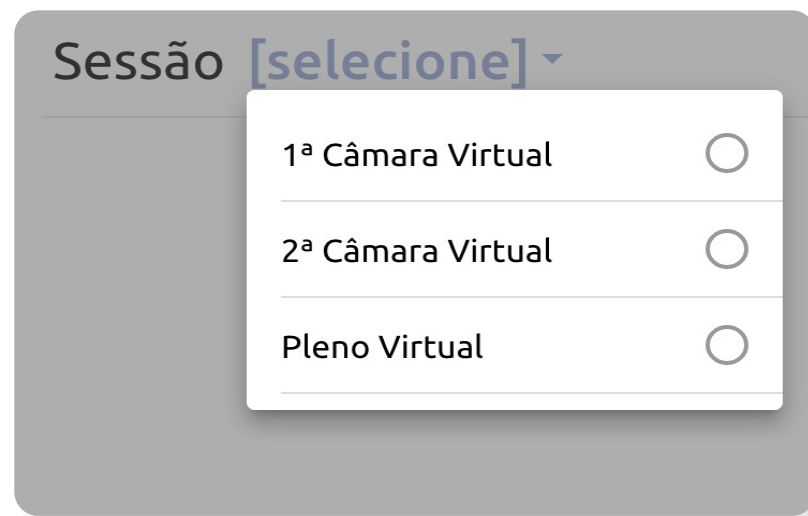 Sessão [selecione]
1ª Câmara Virtual
2ª Câmara Virtual
Pleno Virtual